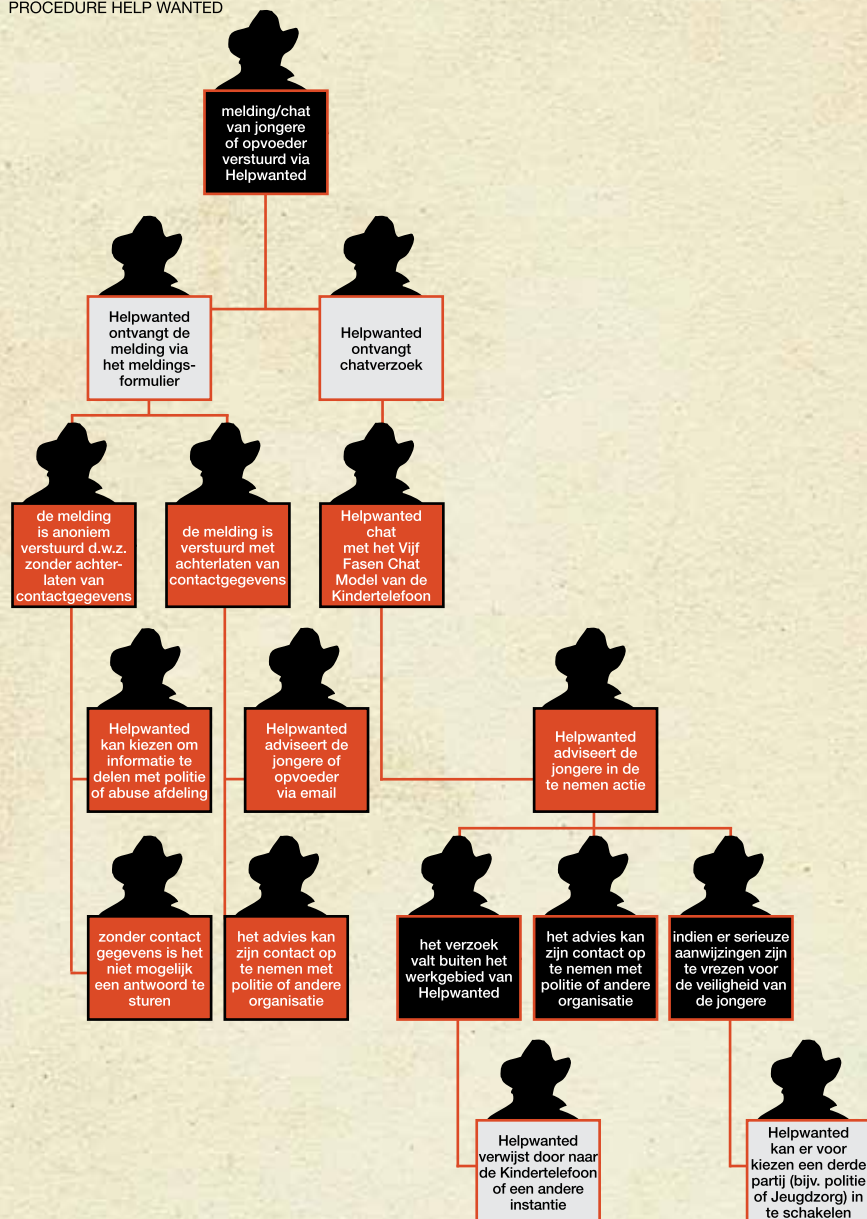 PROCEDURE HELP WANTED
melding/chat
van jongere
of opvoeder
verstuurd via
Helpwanted
Helpwanted
ontvangt de
melding via
het meldings-
formulier
Helpwanted
ontvangt
chatverzoek
de melding
is anoniem
verstuurd d.w.z.
zonder achter-
laten van
contactgegevens
de melding is
verstuurd met
achterlaten van
contactgegevens
Helpwanted
chat
met het Vijf
Fasen Chat
Model van de
Kindertelefoon
Helpwanted
kan kiezen om
informatie te
delen met politie
of abuse afdeling
Helpwanted
adviseert de
jongere of
opvoeder
via email
Helpwanted
adviseert de
jongere in de
te nemen actie
zonder contact
gegevens is het
niet mogelijk
een antwoord te
sturen
het advies kan
zijn contact op
te nemen met
politie of andere
organisatie
het verzoek
valt buiten het
werkgebied van
Helpwanted
het advies kan
zijn contact op
te nemen met
politie of andere
organisatie
indien er serieuze
aanwijzingen zijn
te vrezen voor
de veiligheid van
de jongere
Helpwanted
verwijst door naar
de Kindertelefoon
of een andere
instantie
Helpwanted
kan er voor
kiezen een derde
partij (bijv. politie
of Jeugdzorg) in
te schakelen